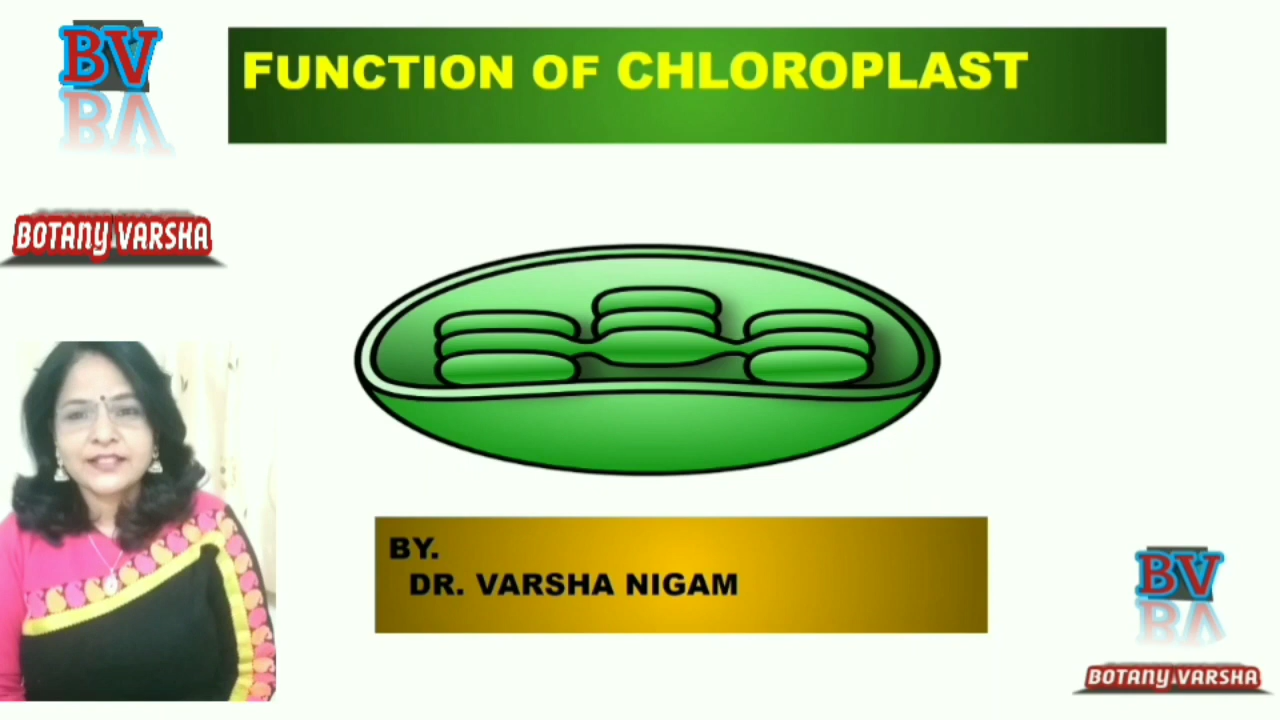 BV
FUNCTION OF CHLOROPLAST
BOTANY VARSHA
BY.
DR. VARSHA NIGAM
BV
BOTANY VARSHA